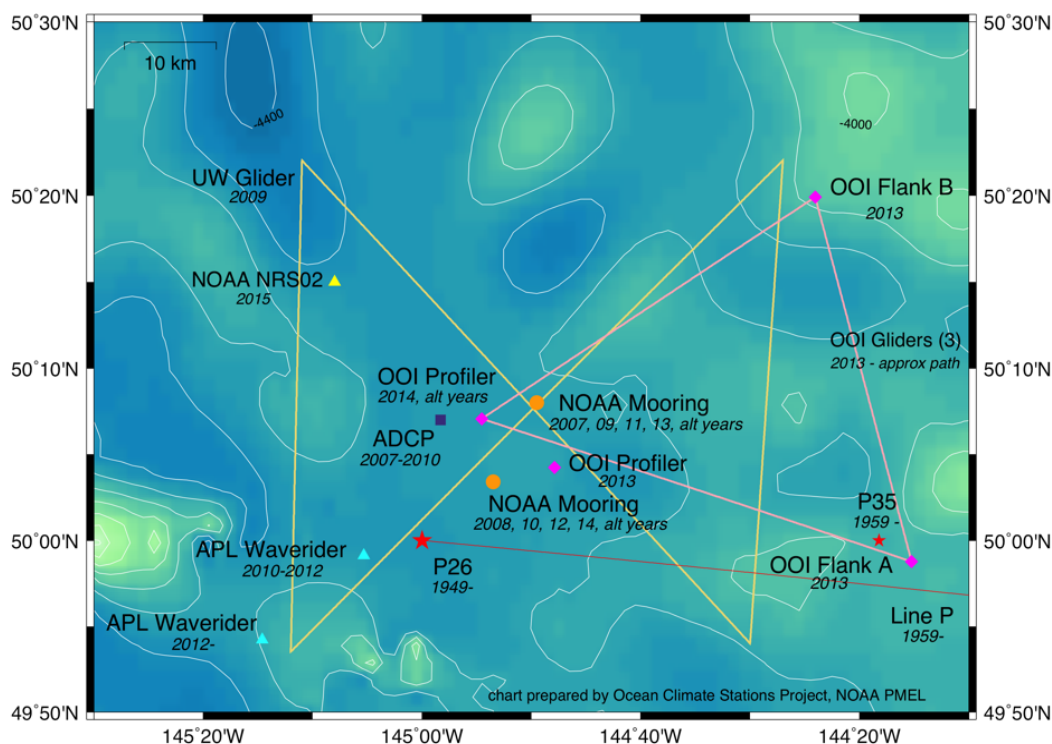 50˚30'N
50˚30'N
10 km
-4400
-4000
UW Glider
2009
50˚20'N
50˚20'N
OOI Flank B
2013
NOAA NRS02
2015
OOI Gliders (3)
2013 - approx path
50˚10'N
50˚10'N
OOI Profiler
2014, alt years
NOAA Mooring
2007, 09, 11, 13, alt years
ADCP
2007-2010
OOI Profiler
2013
NOAA Mooring
2008, 10, 12, 14, alt years
P35
1959 -
50˚00'N
50˚00'N
APL Waverider
2010-2012
P26
1949-
OOI Flank A
2013
APL Waverider
2012-
Line P
1959-
chart prepared by Ocean Climate Stations Project, NOAA PMEL
49˚50'N
49˚50'N
145˚20'W
145˚00'W
144˚40'W
144˚20'W